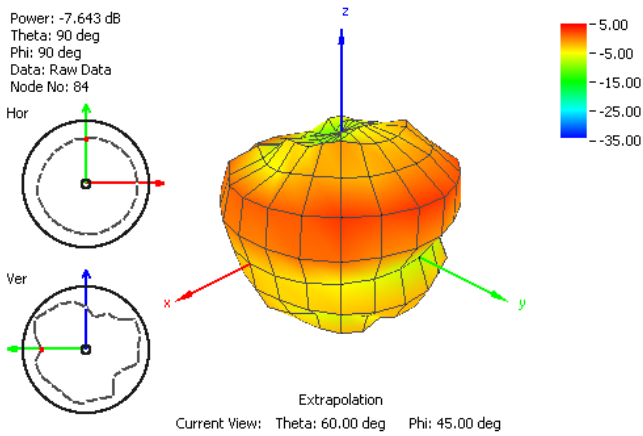 Power: -7.643 dB
Theta: 90 deg
Phi: 90 deg
Data: Raw Data
Node No: 84
Hor
Ver
z
x
y
5.00
-5.00
-15.00
-25.00
-35.00
Extrapolation
Current View: Theta: 60.00 deg Phi: 45.00 deg